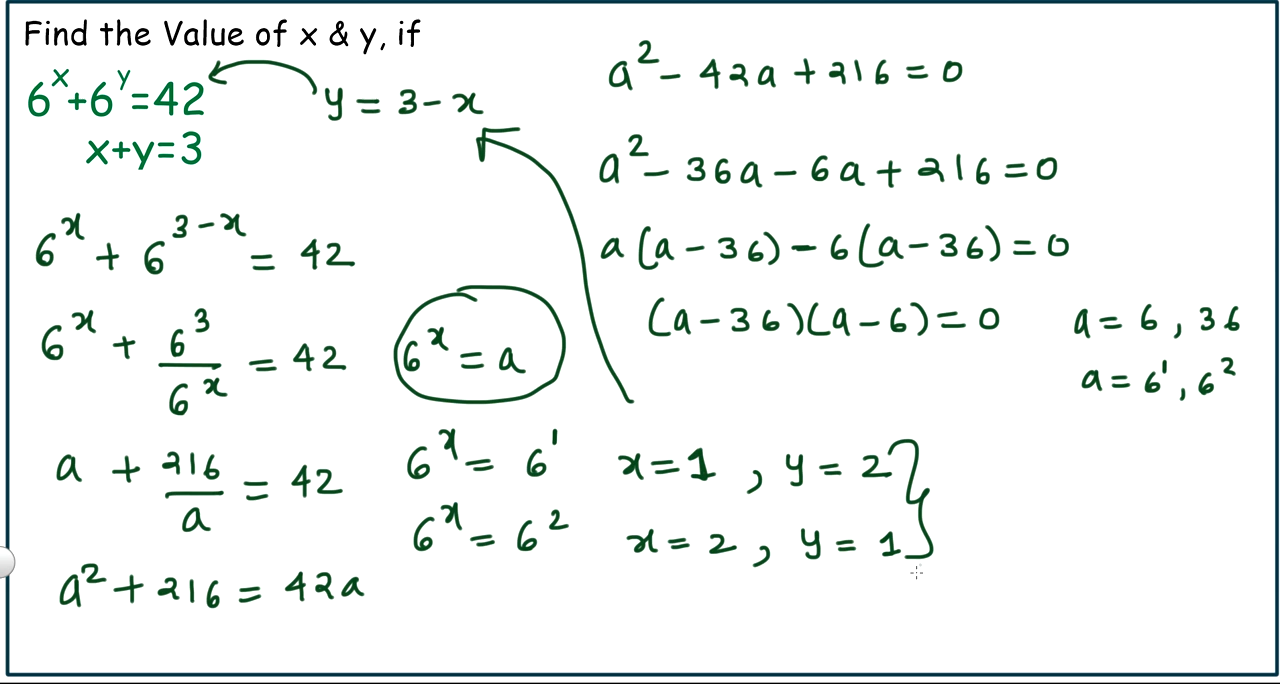 Find the Value of x & y, if
6^x+6^y=42
y = 3 - x
x+y=3
6^x + 6^(3-x) = 42
6^x + 6^3/6^x = 42
6^x = a
a + 216/a = 42
a^2 + 216 = 42a
a^2 - 42a + 216 = 0
a^2 - 36a - 6a + 216 = 0
a(a - 36) - 6(a - 36) = 0
(a - 36)(a - 6) = 0
a = 6, 36
a = 6^1, 6^2
6^x = 6^1 x = 1, y = 2}
6^x = 6^2 x = 2, y = 1